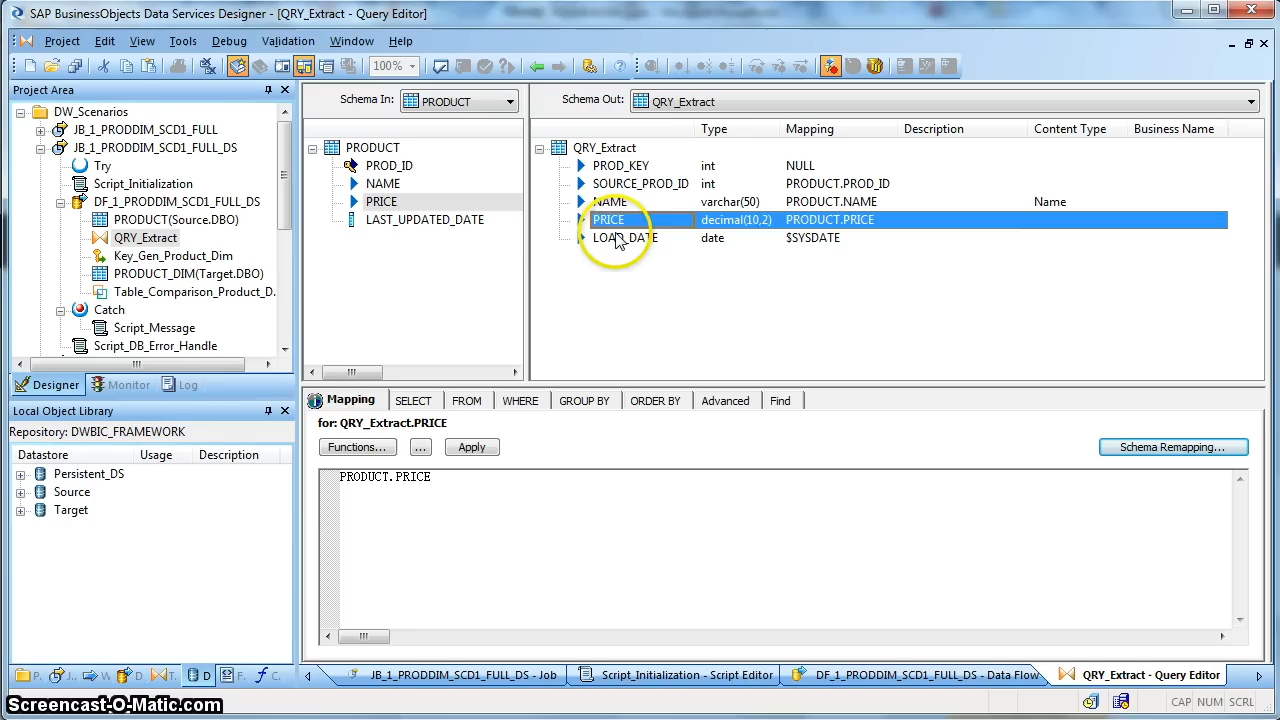 SAP BusinessObjects Data Services Designer - [QRY_Extract - Query Editor]
Project Edit View Tools Debug Validation Window Help
100%
Project Area
DW_Scenarios
JB_1_PRODDIM_SCD1_FULL
JB_1_PRODDIM_SCD1_FULL_DS
Try
Script_Initialization
DF_1_PRODDIM_SCD1_FULL_DS
PRODUCT(Source.DBO)
QRY_Extract
Key_Gen_Product_Dim
PRODUCT_DIM(Target.DBO)
Table_Comparison_Product_D.
Catch
Script_Message
Script_DB_Error_Handle
Designer Monitor Log
Local Object Library
Repository: DWBIC_FRAMEWORK
Datastore Usage Description
Persistent_DS
Source
Target
P. J.. W D T. D F. C.
Schema In: PRODUCT
PRODUCT
PROD_ID
NAME
PRICE
LAST_UPDATED_DATE
Schema Out: QRY_Extract
Type Mapping Description Content Type Business Name
QRY_Extract
PROD_KEY int NULL
SOURCE_PROD_ID int PRODUCT.PROD_ID
NAME varchar(50) PRODUCT.NAME Name
PRICE decimal(10,2) PRODUCT.PRICE
LOAD_DATE date $SYSDATE
Mapping SELECT FROM WHERE GROUP BY ORDER BY Advanced Find
for: QRY_Extract.PRICE
Functions... ... Apply Schema Remapping...
PRODUCT.PRICE
JB_1_PRODDIM_SCD1_FULL_DS - Job Script_Initialization - Script Editor DF_1_PRODDIM_SCD1_FULL_DS - Data Flow QRY_Extract - Query Editor
CAP NUM SCRL
Screencast-O-Matic.com